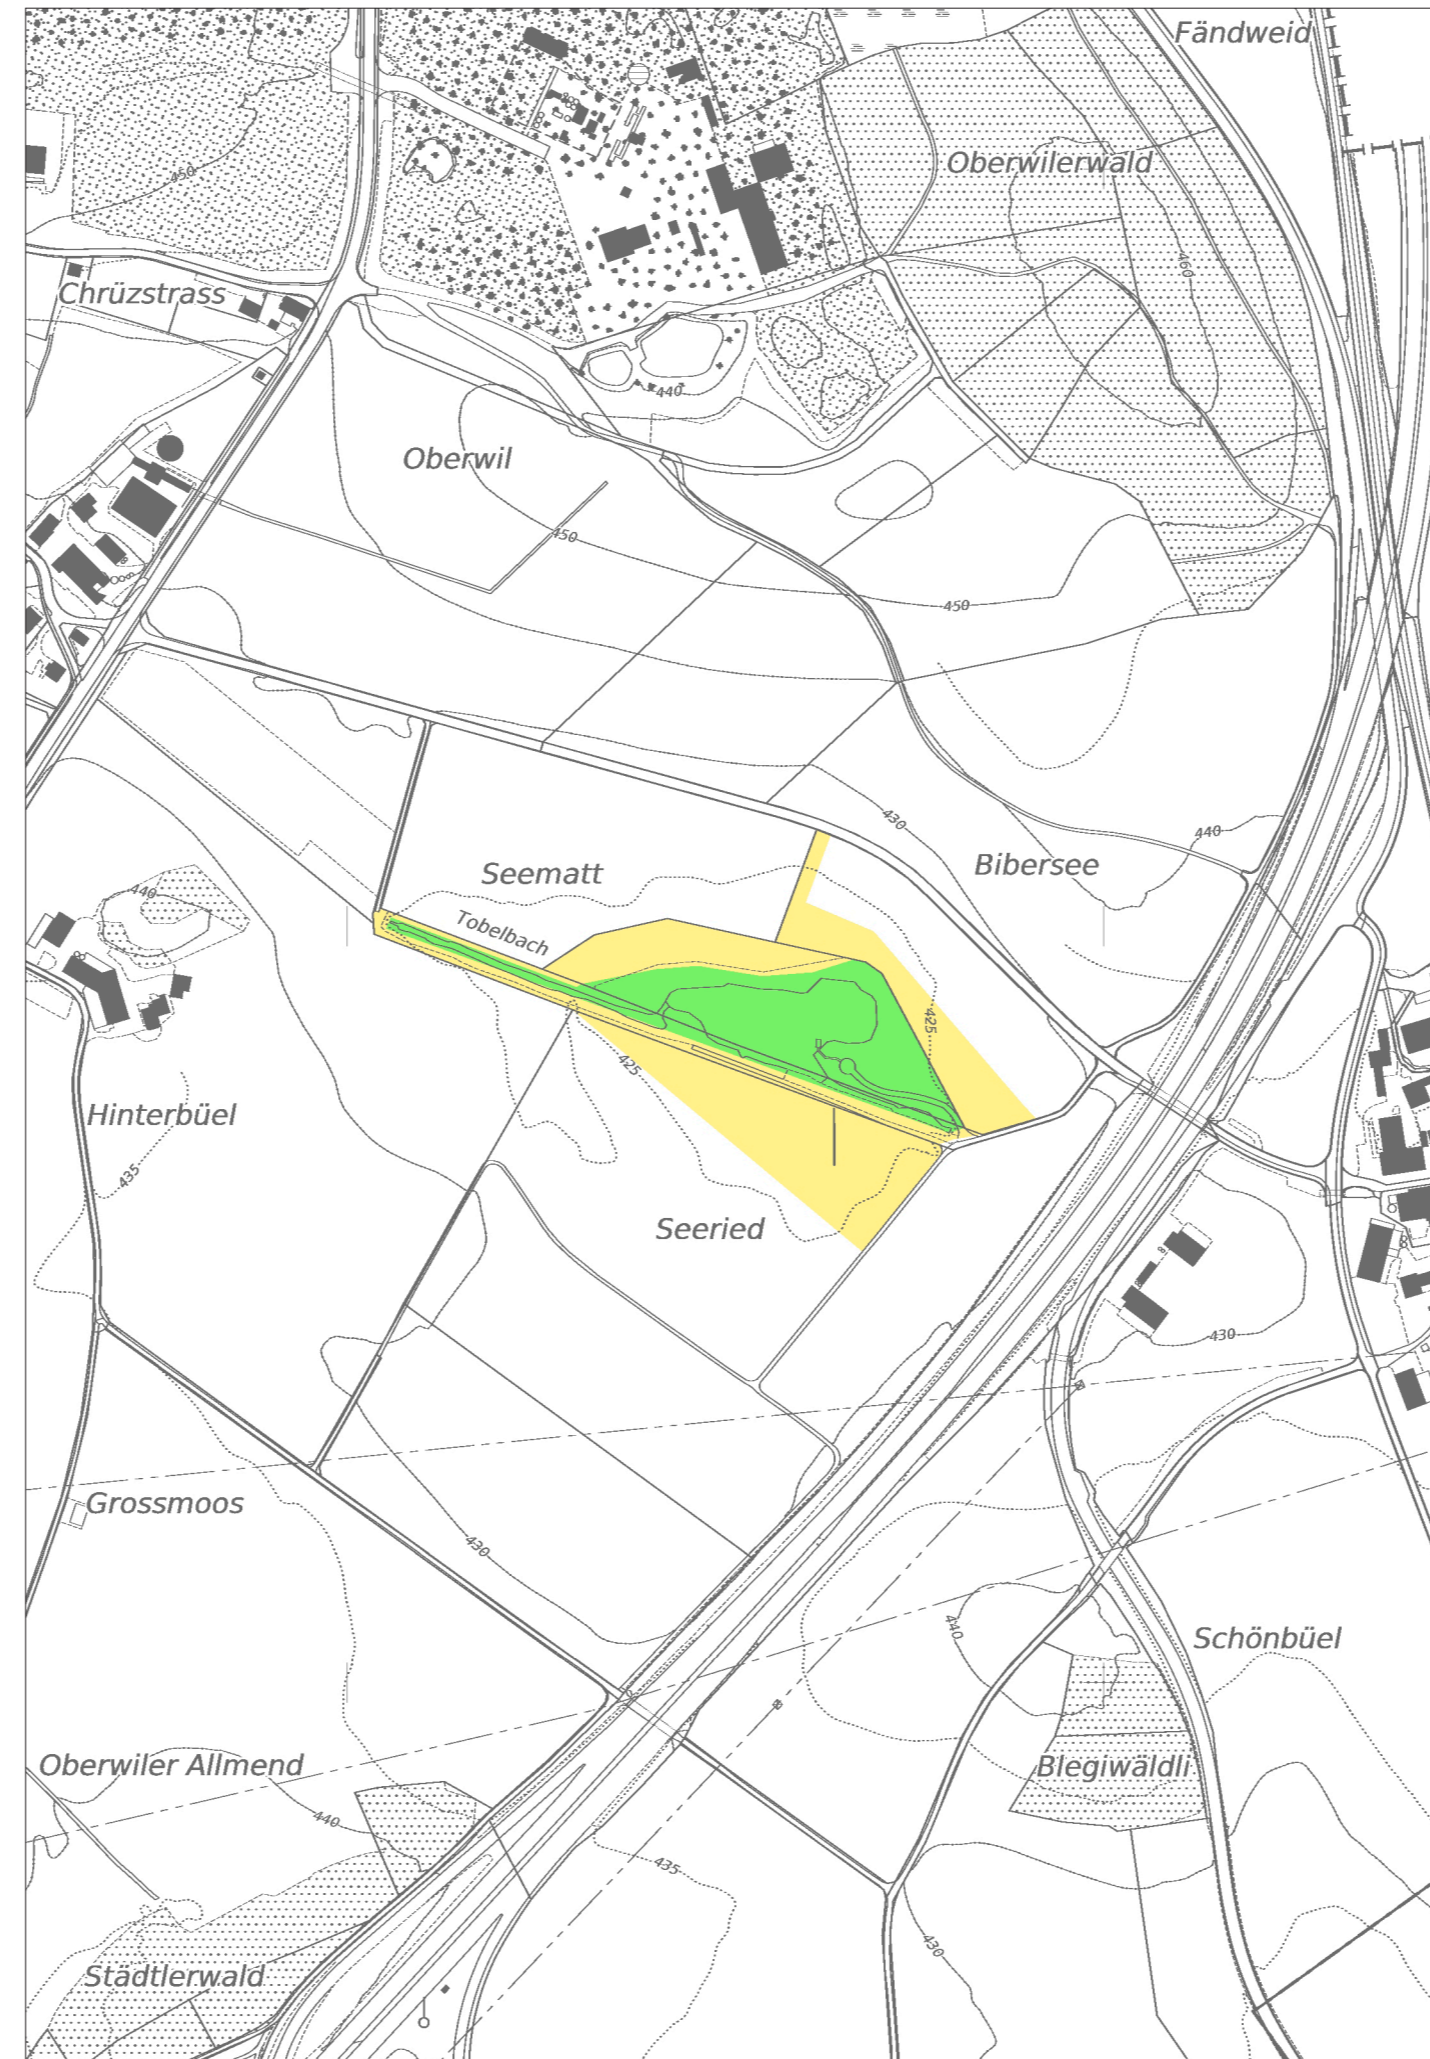 Fändweid
Oberwilerwald
450
460
Chrüzstrass
440
Oberwil
450
450
430
440
Bibersee
Seematt
440
Tobelbach
425
425
Hinterbüel
435
Seeried
430
Grossmoos
430
440
Schönbüel
Oberwiler Allmend
Blegiwäldli
440
435
430
Städtlerwald